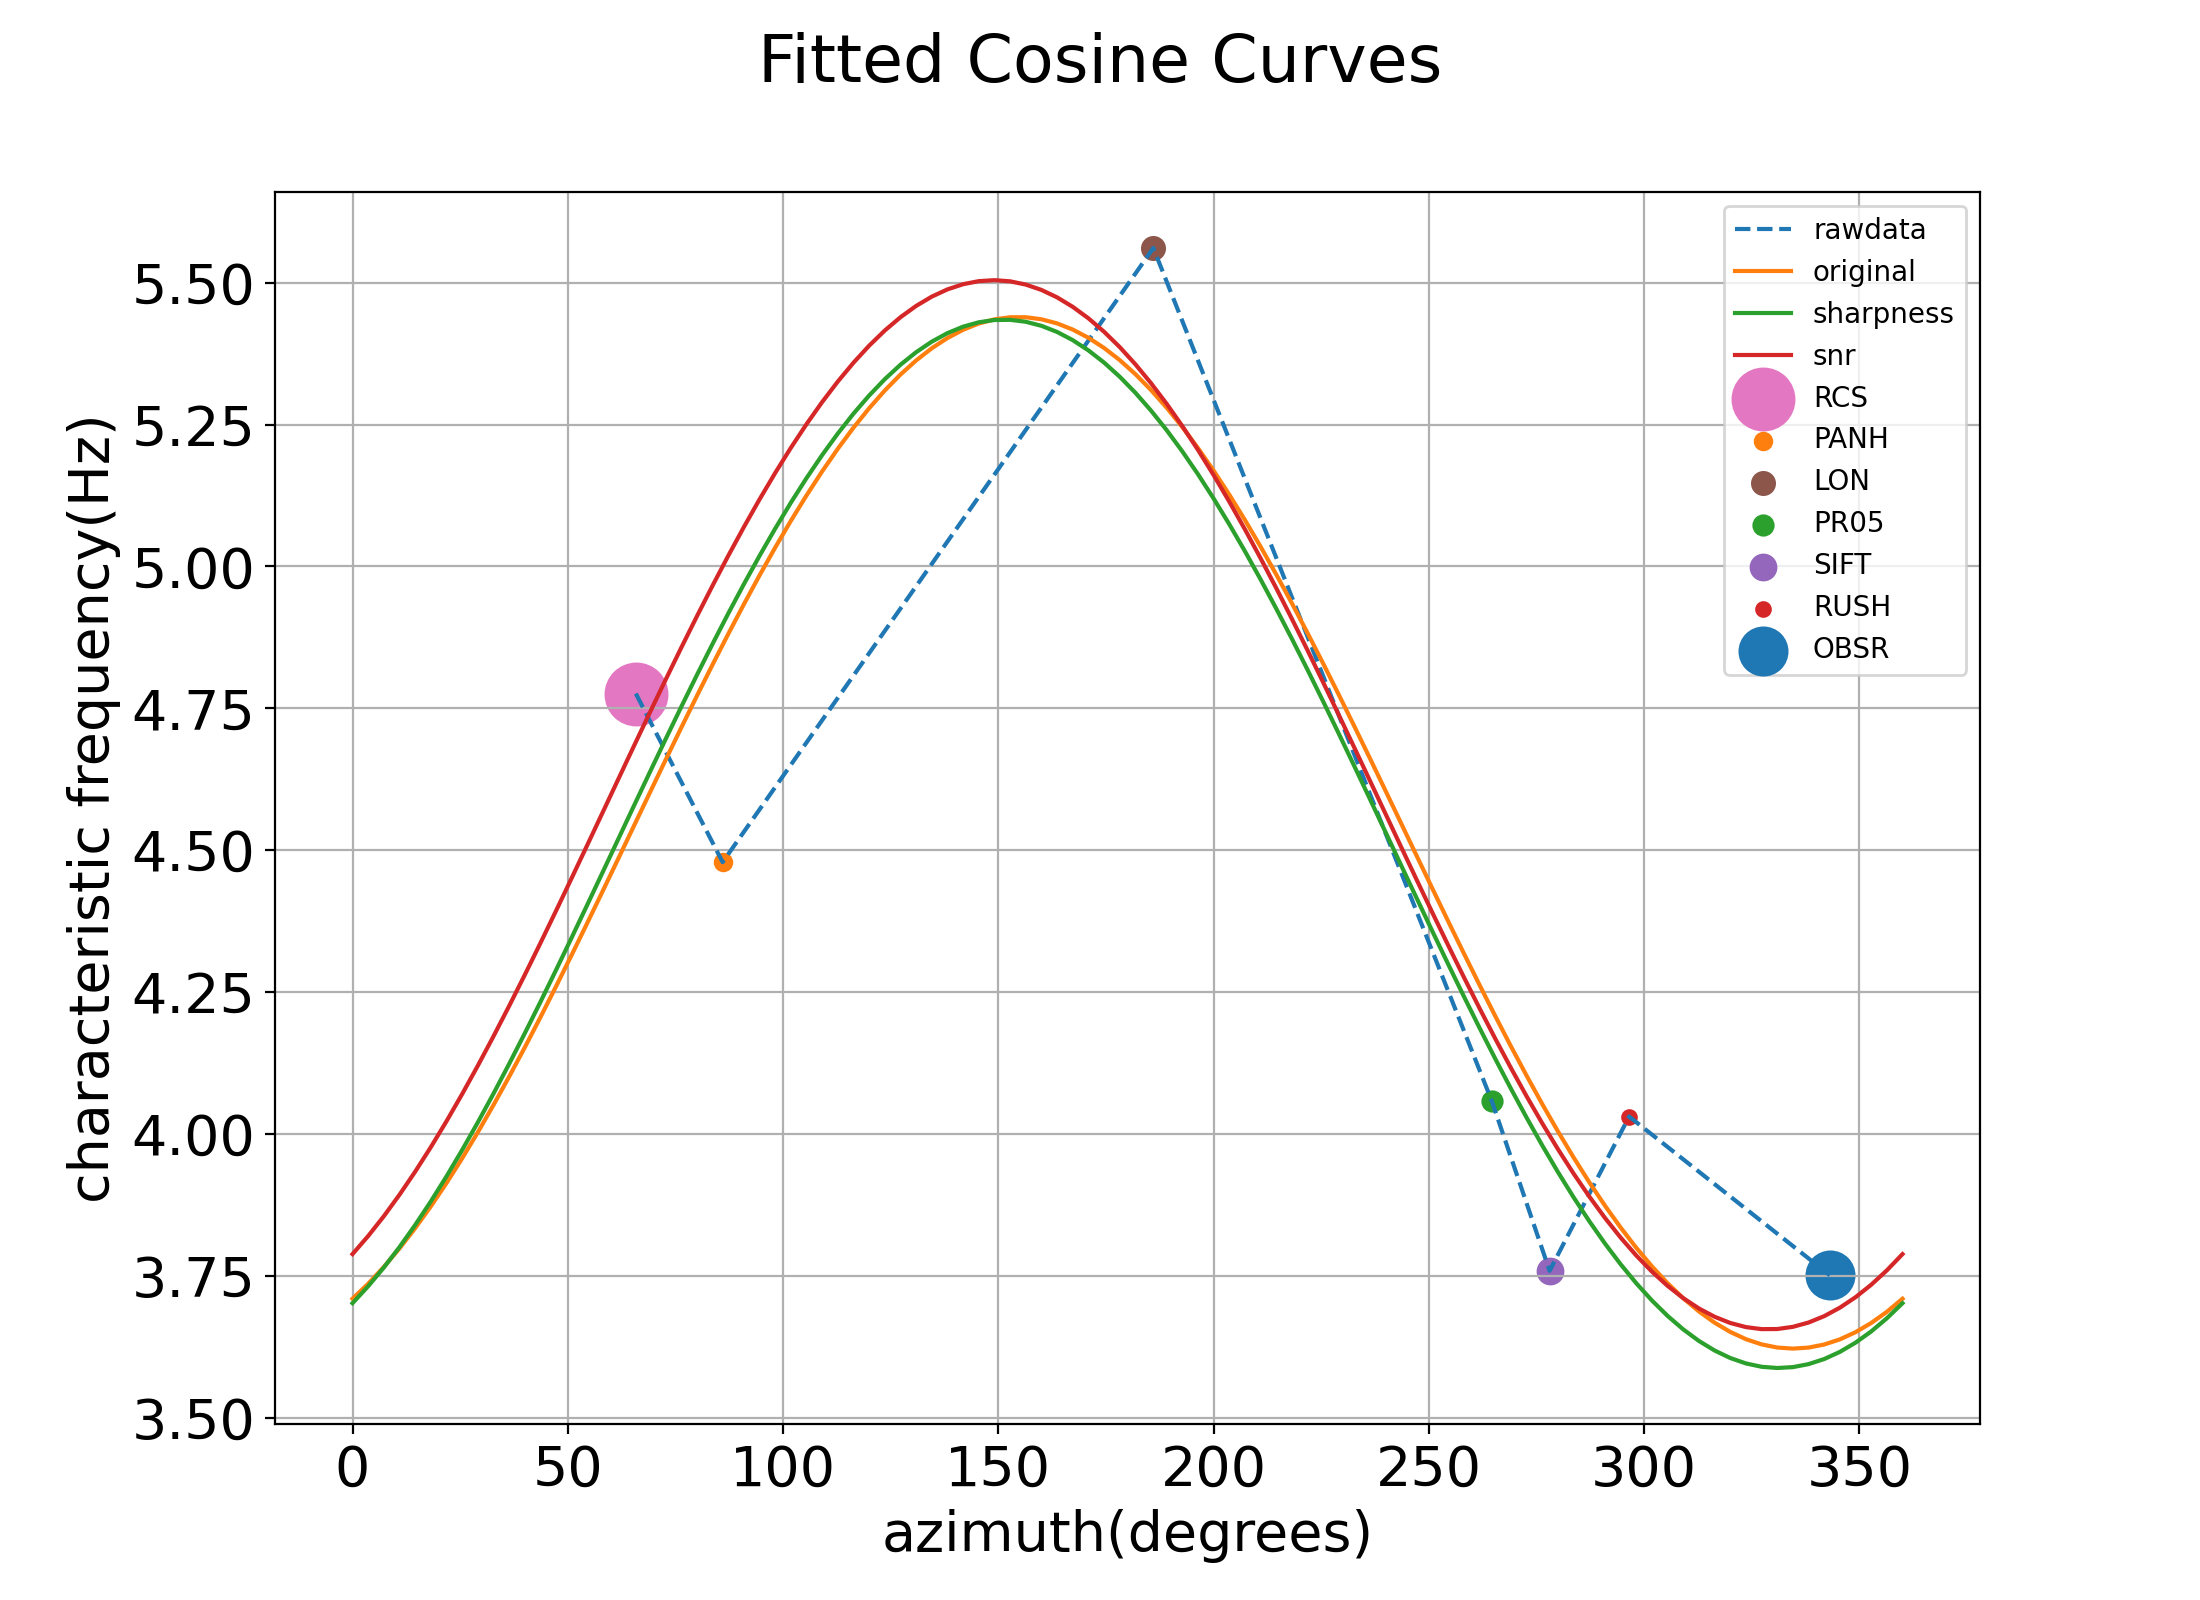 Fitted Cosine Curves
characteristic frequency(Hz)
5.50
5.25
5.00
4.75
4.50
4.25
4.00
3.75
3.50
0 50 100 150 200 250 300 350
azimuth(degrees)
rawdata
original
sharpness
snr
RCS
PANH
LON
PR05
SIFT
RUSH
OBSR